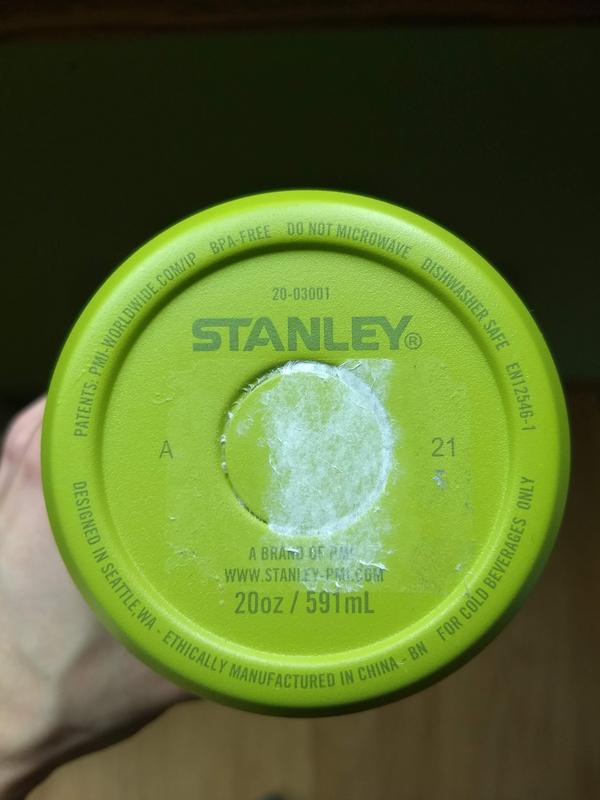 PATENTS: PMI-WORLDWIDE.COM/IP BPA-FREE DO NOT MICROWAVE DISHWASHER SAFE EN12546-1
20-03001
STANLEY®
A 21
A BRAND OF PMI
WWW.STANLEY-PMI.COM
20oz / 591mL
DESIGNED IN SEATTLE,WA - ETHICALLY MANUFACTURED IN CHINA - BN FOR COLD BEVERAGES ONLY